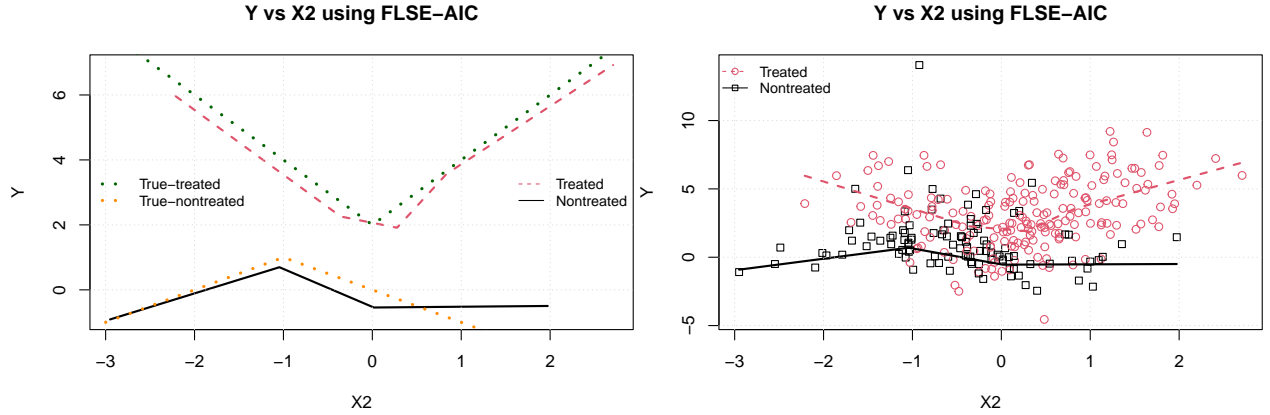 Y vs X2 using FLSE−AIC
6
4
2
0
Y
True−treated
True−nontreated
Treated
Nontreated
−3
−2
−1
0
1
2
X2
Y vs X2 using FLSE−AIC
Treated
Nontreated
10
5
0
−5
Y
−3
−2
−1
0
1
2
X2